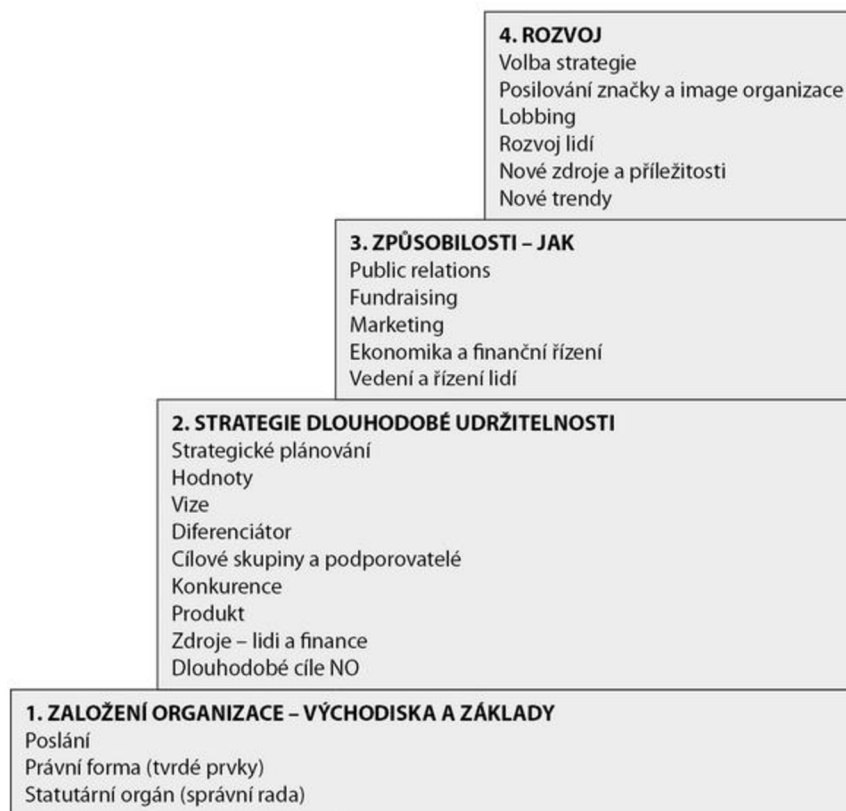 4. ROZVOJ
Volba strategie
Posilování značky a image organizace
Lobbing
Rozvoj lidí
Nové zdroje a příležitosti
Nové trendy
3. ZPŮSOBILOSTI – JAK
Public relations
Fundraising
Marketing
Ekonomika a finanční řízení
Vedení a řízení lidí
2. STRATEGIE DLOUHODOBÉ UDRŽITELNOSTI
Strategické plánování
Hodnoty
Vize
Diferenciátor
Cílové skupiny a podporovatelé
Konkurence
Produkt
Zdroje – lidi a finance
Dlouhodobé cíle NO
1. ZALOŽENÍ ORGANIZACE – VÝCHODISKA A ZÁKLADY
Poslání
Právní forma (tvrdé prvky)
Statutární orgán (správní rada)